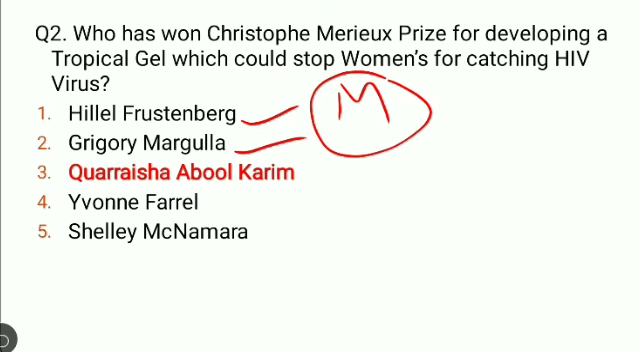 Q2. Who has won Christophe Merieux Prize for developing a
Tropical Gel which could stop Women's for catching HIV
Virus?
1. Hillel Frustenberg
2. Grigory Margulla
3. Quarraisha Abool Karim
4. Yvonne Farrel
5. Shelley McNamara
M